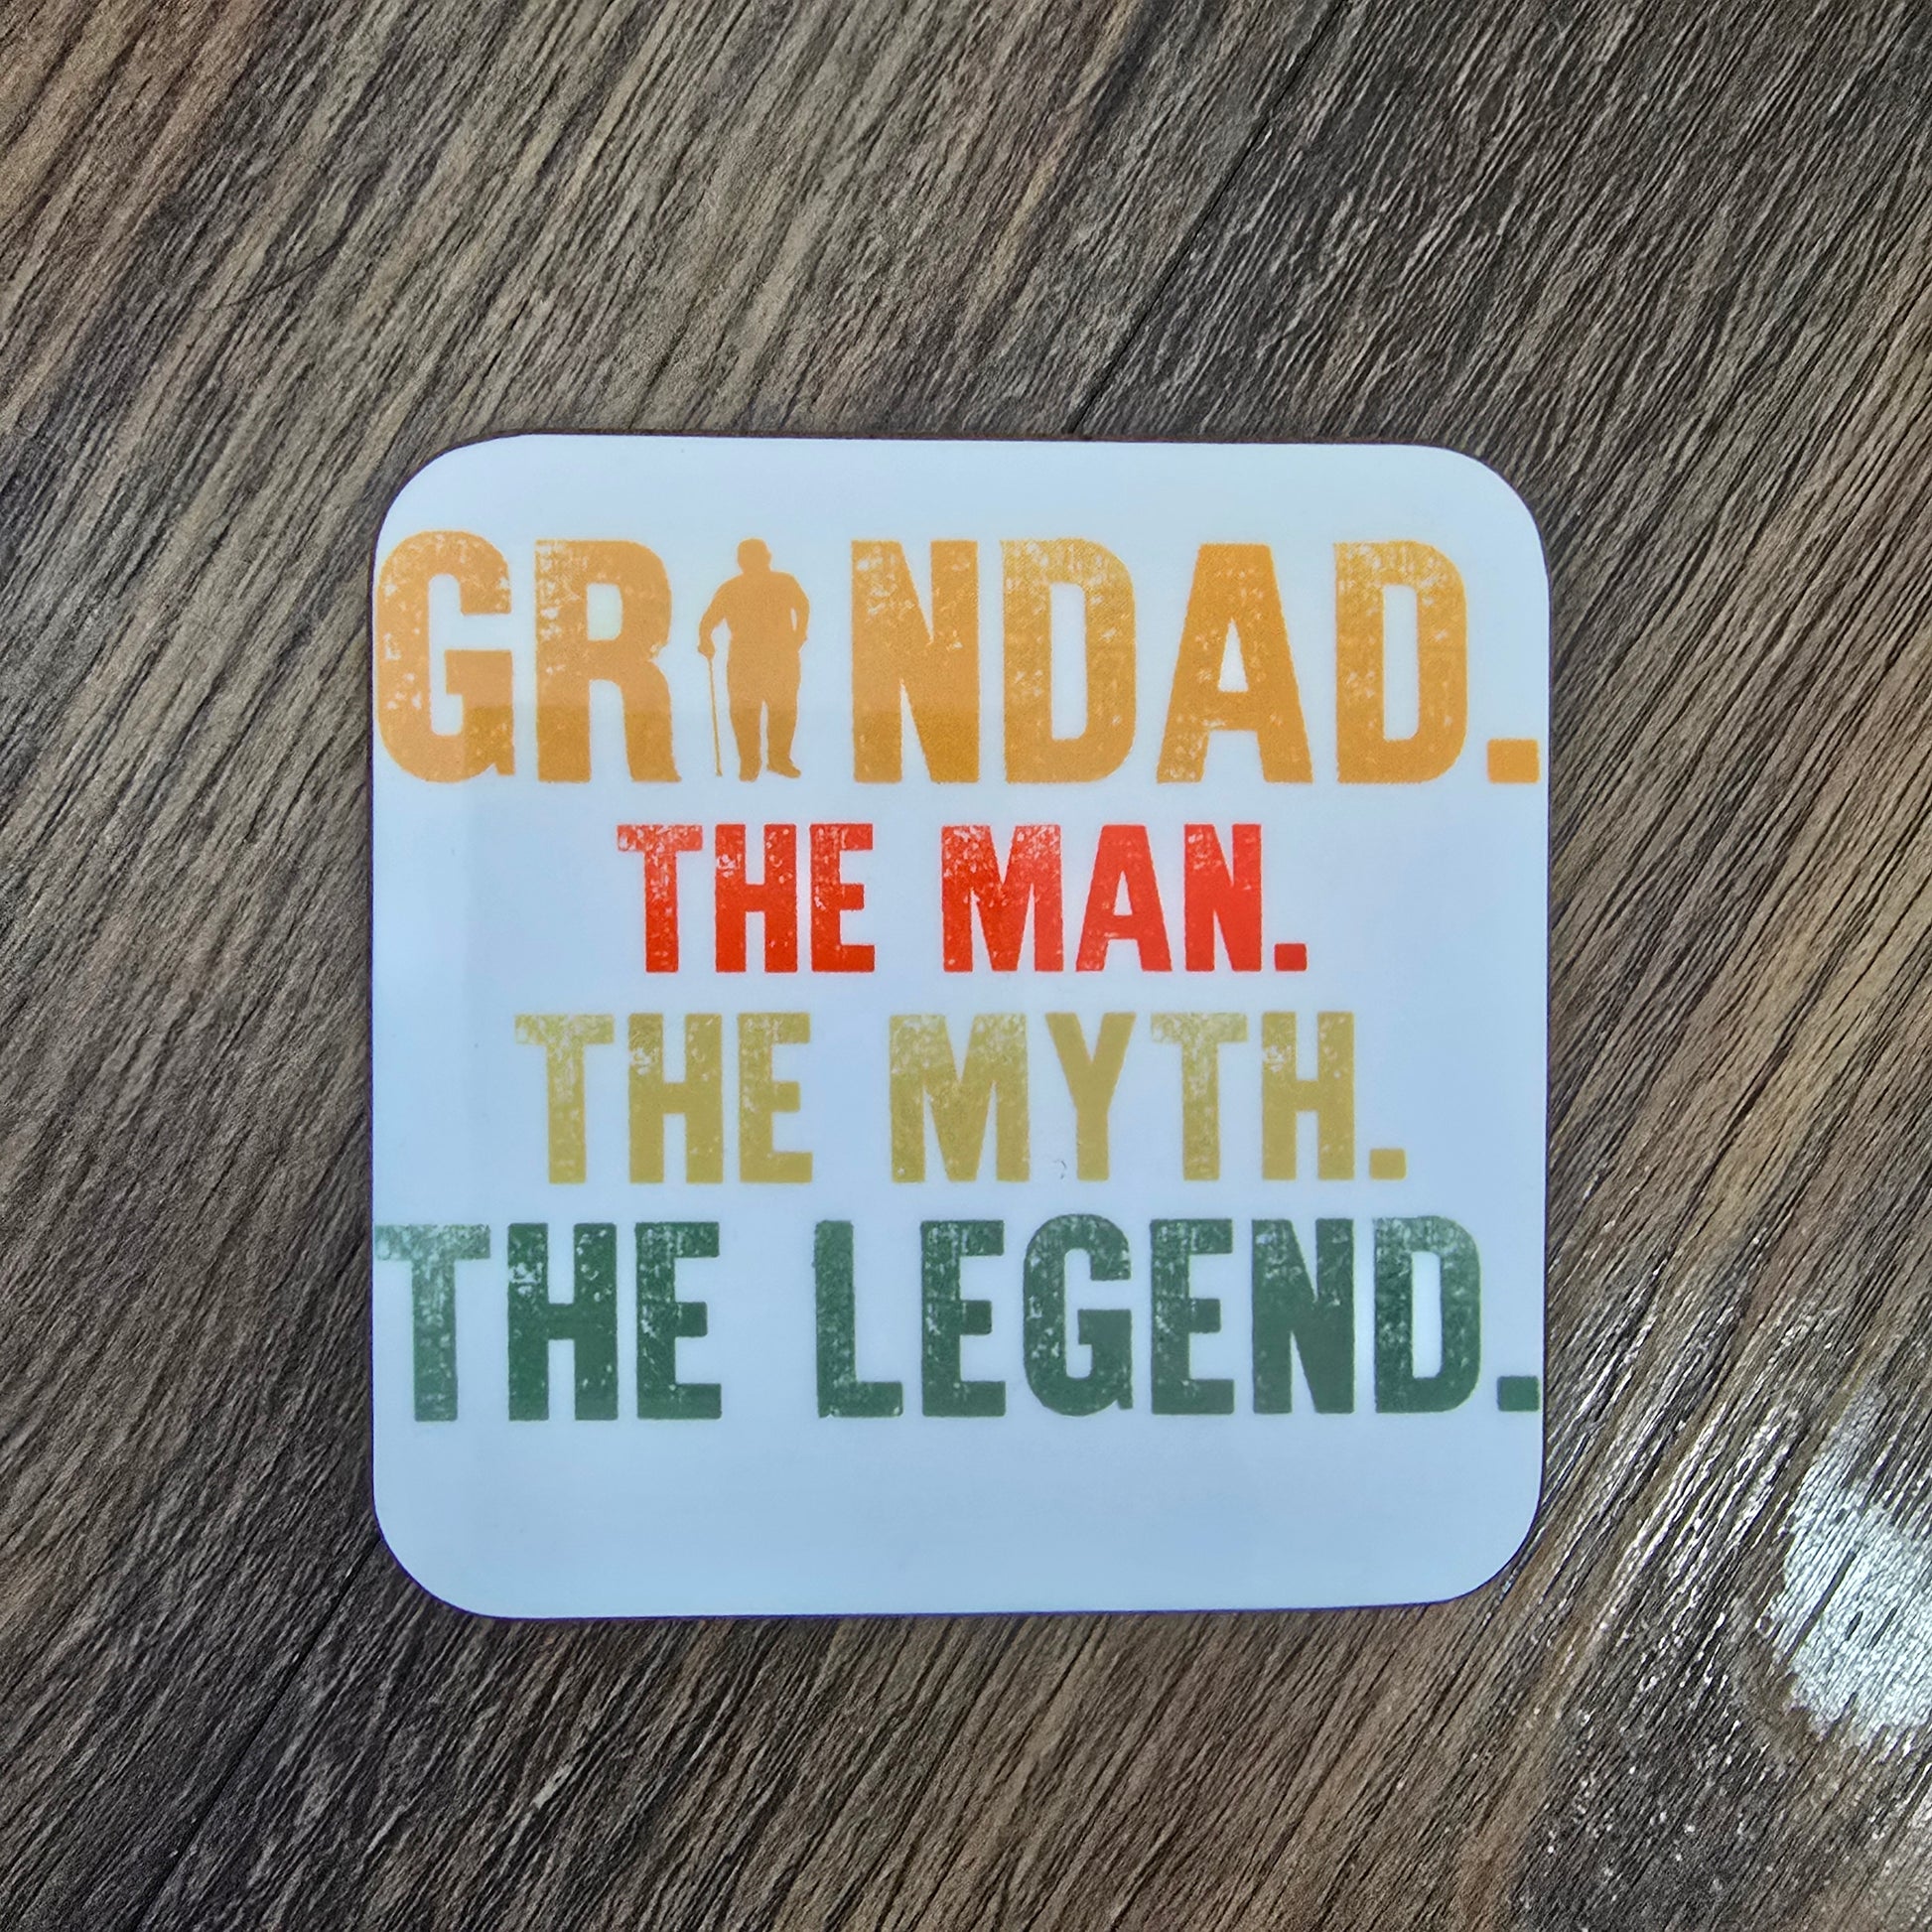 GRANDAD.
THE MAN.
THE MYTH.
THE LEGEND.